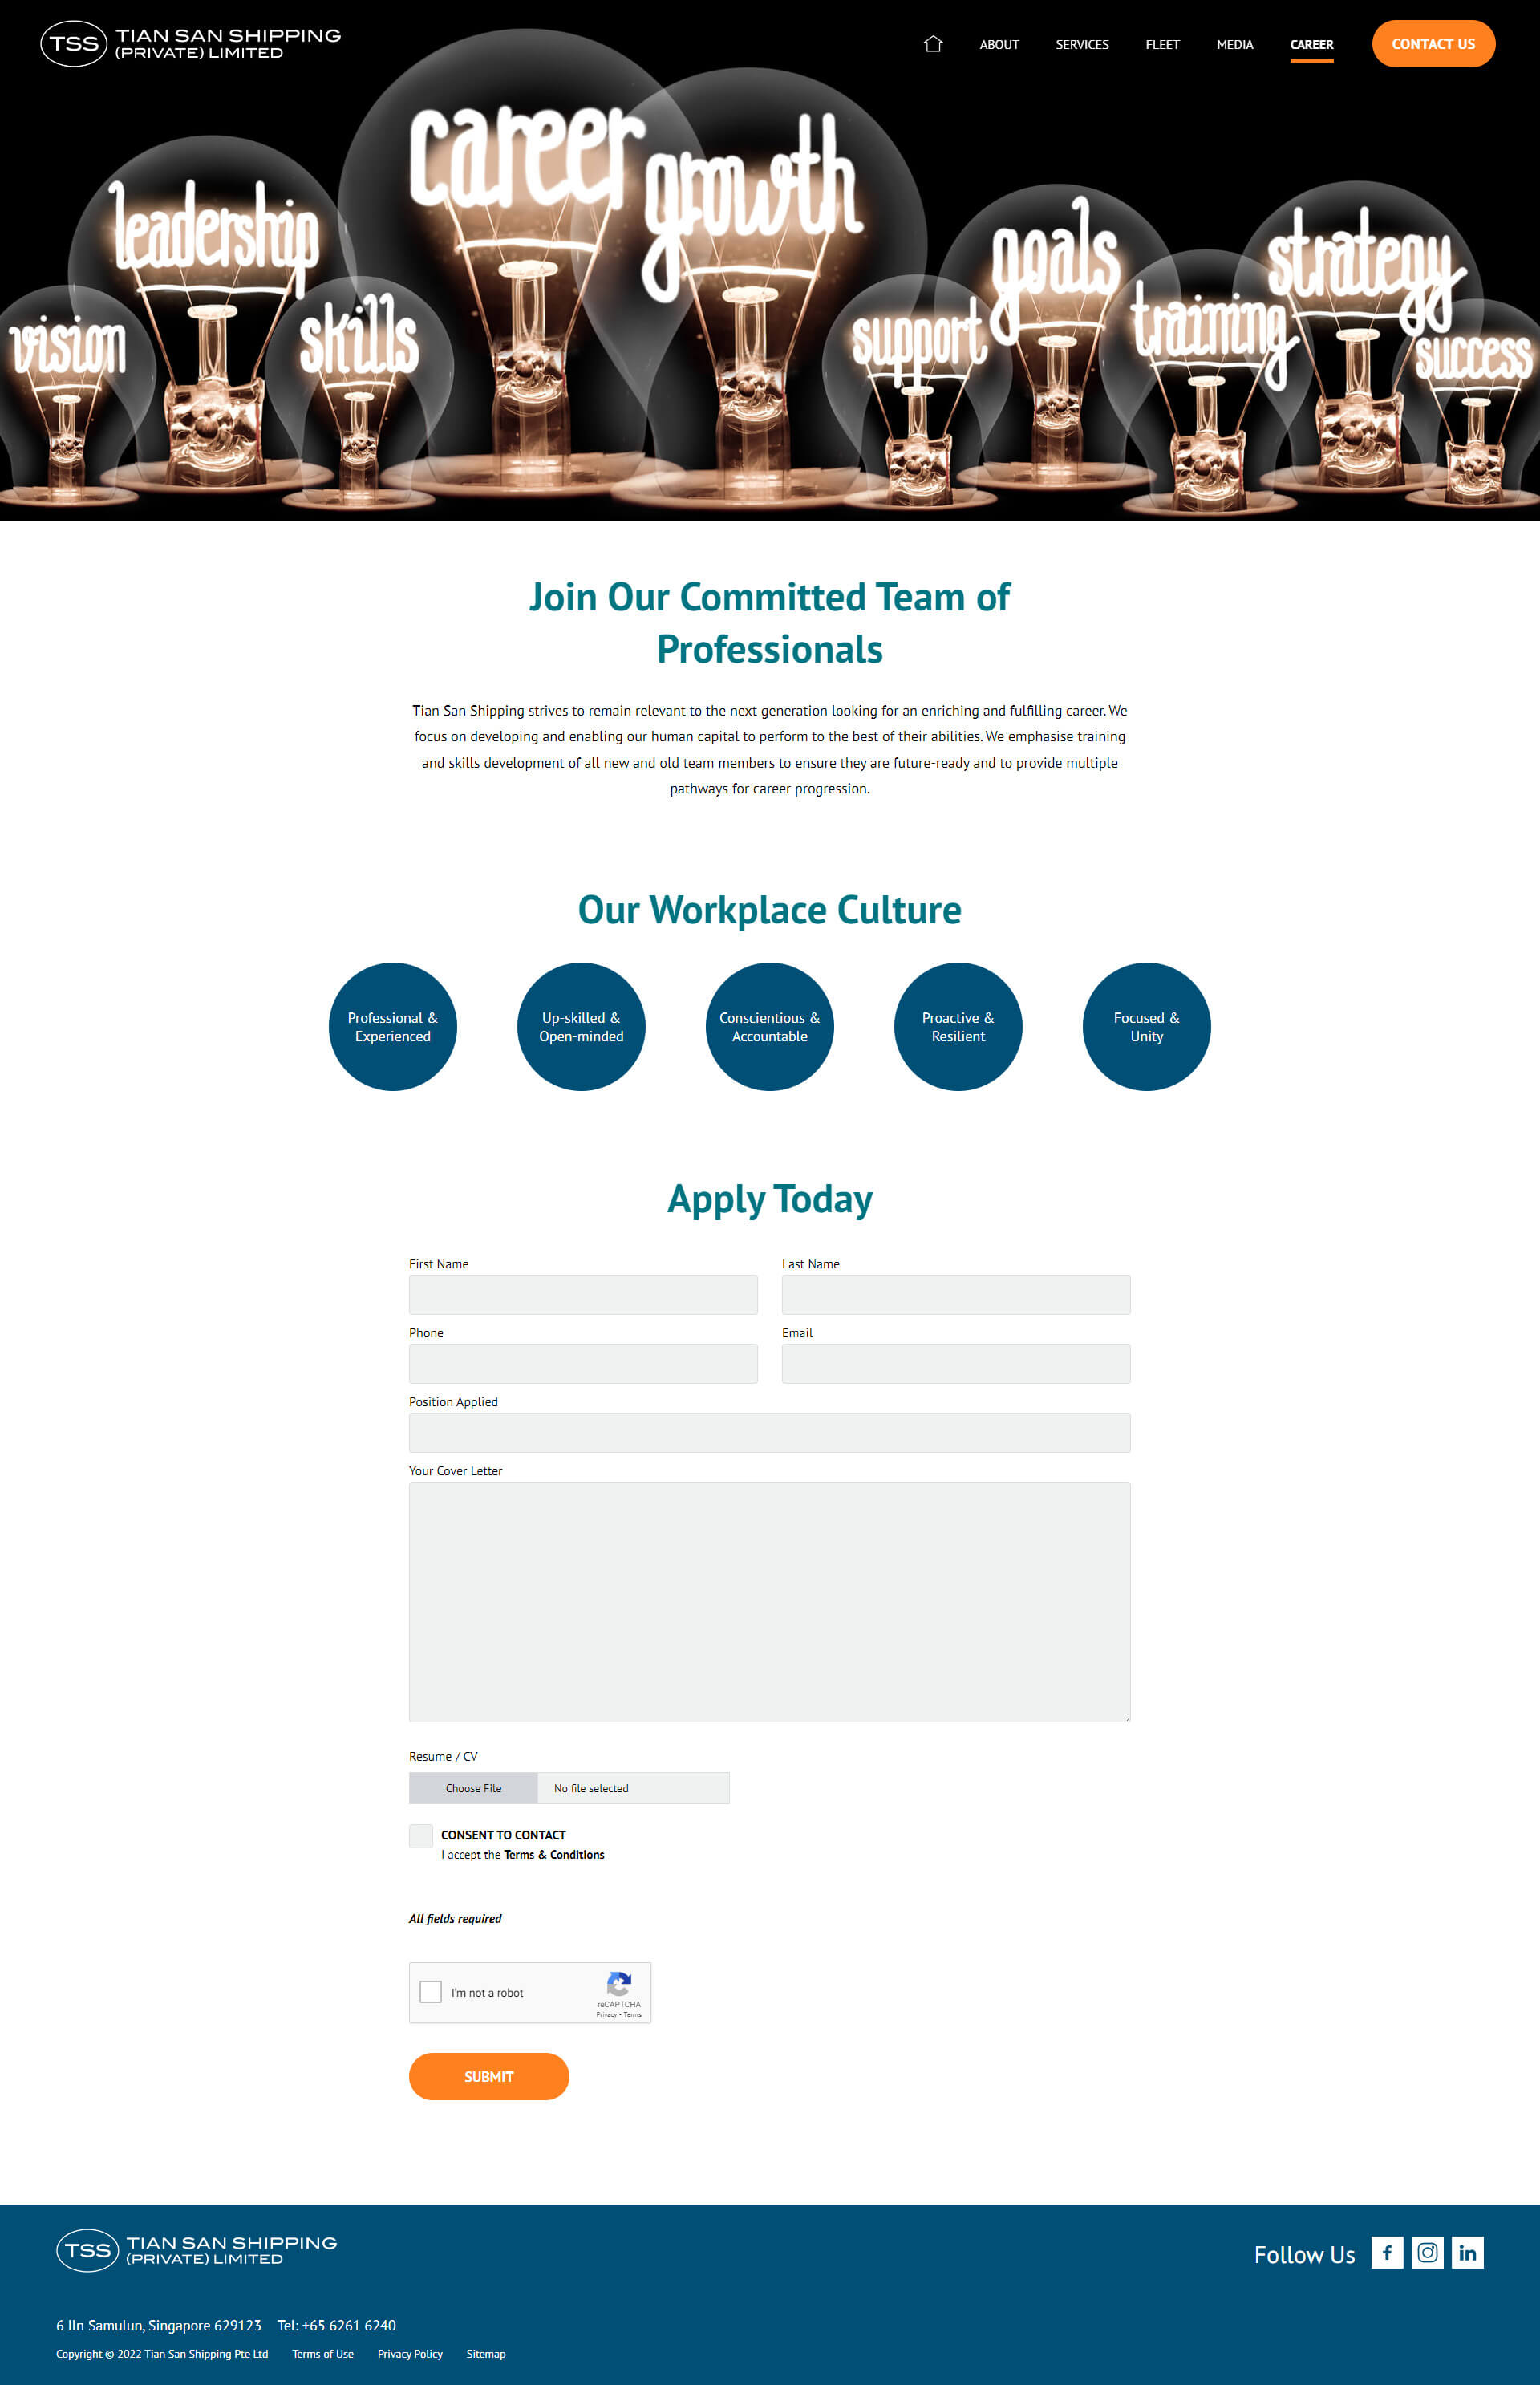 TSS TIAN SAN SHIPPING
(PRIVATE) LIMITED
ABOUT SERVICES FLEET MEDIA CAREER CONTACT US
career
growth
leadership
goals
strategy
vision
skills
support
training
success
Join Our Committed Team of
Professionals
Tian San Shipping strives to remain relevant to the next generation looking for an enriching and fulfilling career. We
focus on developing and enabling our human capital to perform to the best of their abilities. We emphasise training
and skills development of all new and old team members to ensure they are future-ready and to provide multiple
pathways for career progression.
Our Workplace Culture
Professional &
Experienced
Up-skilled &
Open-minded
Conscientious &
Accountable
Proactive &
Resilient
Focused &
Unity
Apply Today
First Name
Last Name
Phone
Email
Position Applied
Your Cover Letter
Resume / CV
Choose File No file selected
CONSENT TO CONTACT
I accept the Terms & Conditions
All fields required
I'm not a robot
reCAPTCHA
Privacy - Terms
SUBMIT
TSS TIAN SAN SHIPPING
(PRIVATE) LIMITED
Follow Us
6 Jln Samulun, Singapore 629123 Tel: +65 6261 6240
Copyright © 2022 Tian San Shipping Pte Ltd Terms of Use Privacy Policy Sitemap